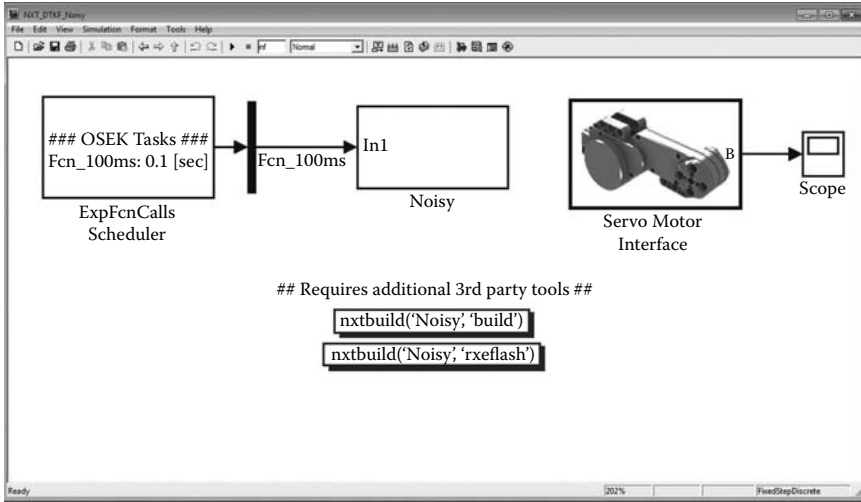 NXT_DTKF_Noisy
File Edit View Simulation Format Tools Help
inf Normal
### OSEK Tasks ###
Fcn_100ms: 0.1 [sec]
ExpFcnCalls
Scheduler
Fcn_100ms
In1
Noisy
B
Servo Motor
Interface
Scope
## Requires additional 3rd party tools ##
nxtbuild(‘Noisy’, ‘build’)
nxtbuild(‘Noisy’, ‘rxeflash’)
Ready 202% FixedStepDiscrete